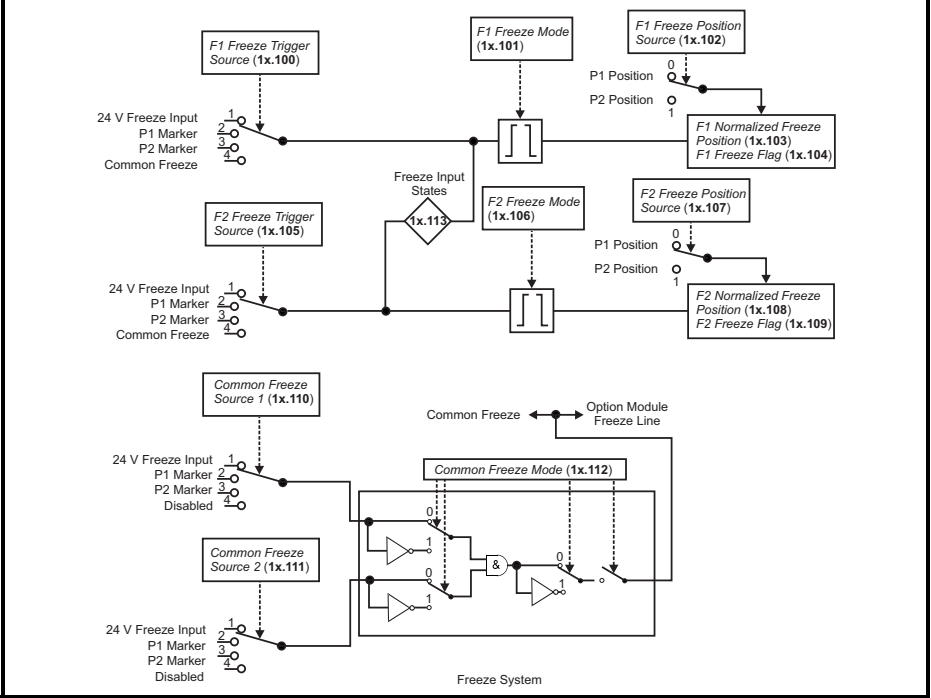 F1 Freeze Trigger
Source (1x.100)
F1 Freeze Mode
(1x.101)
F1 Freeze Position
Source (1x.102)
0
P1 Position
P2 Position
1
24 V Freeze Input
1
P1 Marker
2
P2 Marker
3
Common Freeze
4
F1 Normalized Freeze
Position (1x.103)
F1 Freeze Flag (1x.104)
Freeze Input
States
1x.113
F2 Freeze Trigger
Source (1x.105)
F2 Freeze Mode
(1x.106)
F2 Freeze Position
Source (1x.107)
0
P1 Position
P2 Position
1
24 V Freeze Input
1
P1 Marker
2
P2 Marker
3
Common Freeze
4
F2 Normalized Freeze
Position (1x.108)
F2 Freeze Flag (1x.109)
Common Freeze
Source 1 (1x.110)
Common Freeze
Option Module
Freeze Line
24 V Freeze Input
1
P1 Marker
2
P2 Marker
3
Disabled
4
Common Freeze Mode (1x.112)
0
1
0
1
&
0
1
Common Freeze
Source 2 (1x.111)
24 V Freeze Input
1
P1 Marker
2
P2 Marker
3
Disabled
4
Freeze System